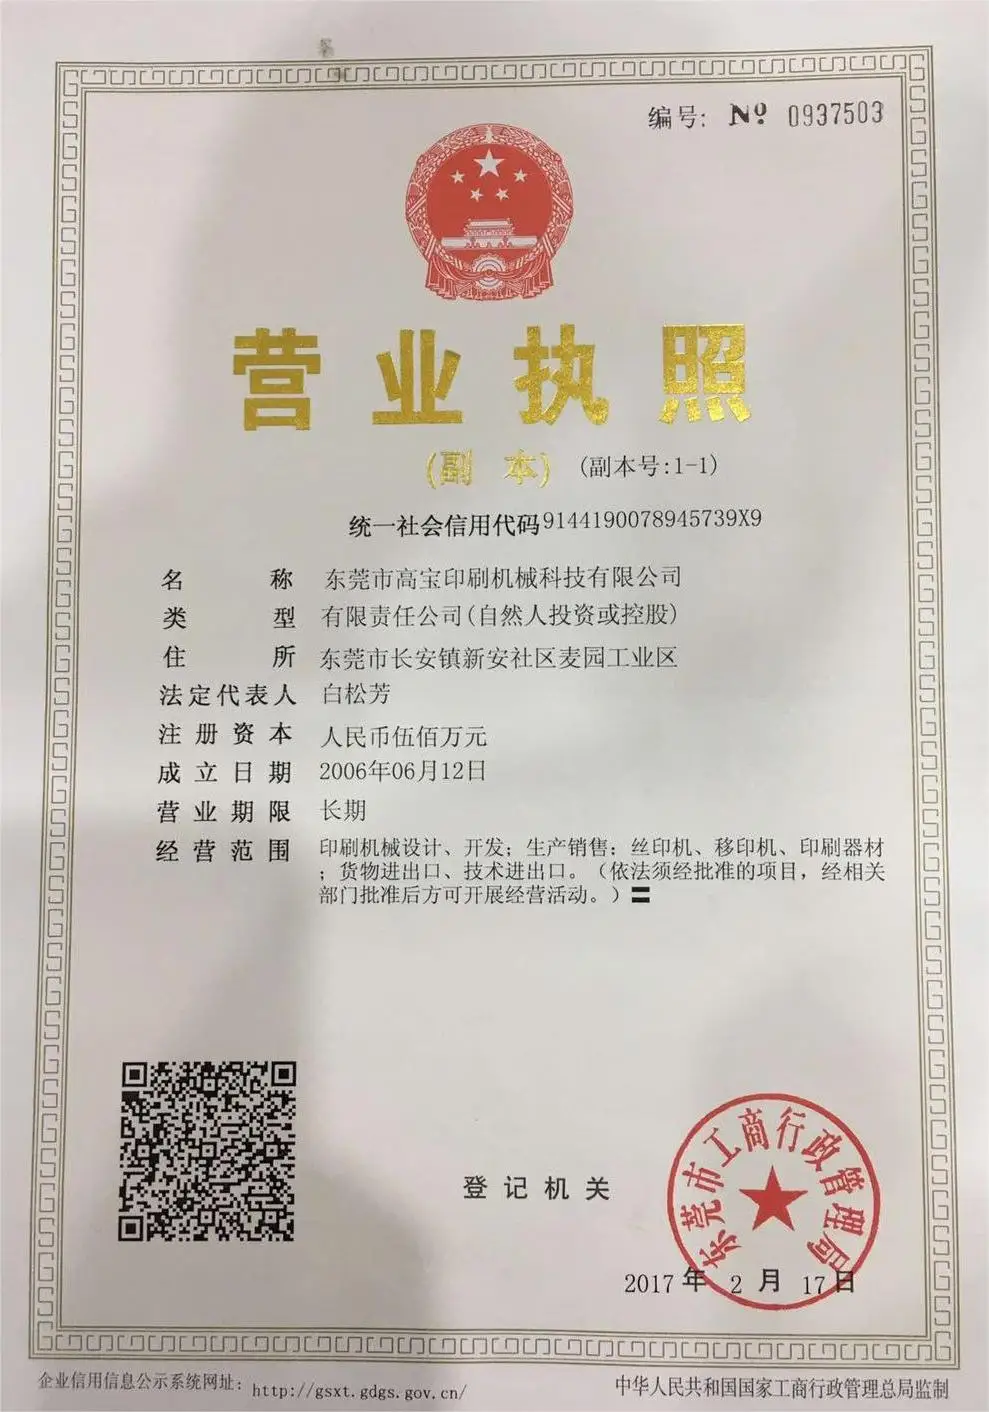 编号: № 0937503
营业执照
(副本) (副本号:1-1)
统一社会信用代码9144190078945739X9
名称 东莞市高宝印刷机械科技有限公司
类型 有限责任公司(自然人投资或控股)
住所 东莞市长安镇新安社区麦园工业区
法定代表人 白松芳
注册资本 人民币伍佰万元
成立日期 2006年06月12日
营业期限 长期
经营范围 印刷机械设计、开发；生产销售：丝印机、移印机、印刷器材
；货物进出口、技术进出口。（依法须经批准的项目，经相关
部门批准后方可开展经营活动。）〓
登记机关
东莞市工商行政管理局
2017年2月17日
企业信用信息公示系统网址：http://gsxt.gdgs.gov.cn/
中华人民共和国国家工商行政管理总局监制